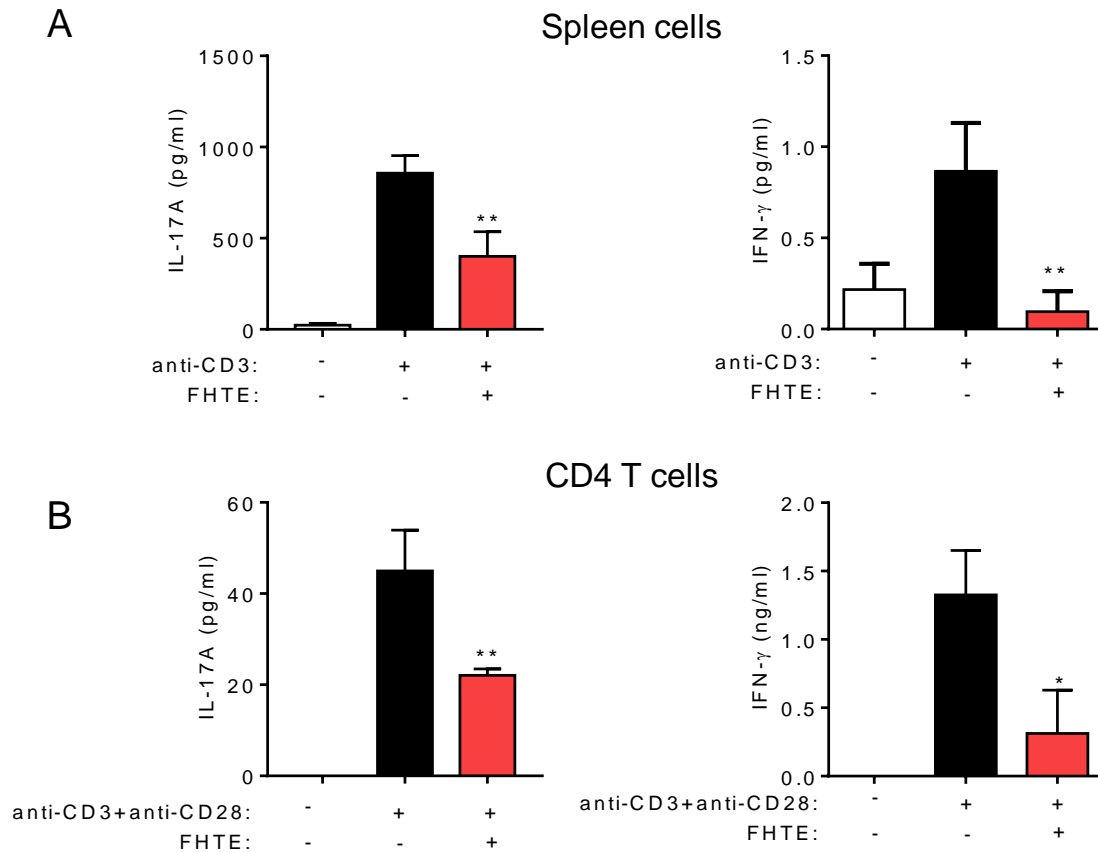 A
Spleen cells
IL-17A (pg/ml)
1500
1000
500
0
**
anti-CD3: - + +
FHTE: - - +
IFN-γ (pg/ml)
1.5
1.0
0.5
0.0
**
anti-CD3: - + +
FHTE: - - +
CD4 T cells
B
IL-17A (pg/ml)
60
40
20
0
**
anti-CD3+anti-CD28: - + +
FHTE: - - +
IFN-γ (ng/ml)
2.0
1.5
1.0
0.5
0.0
*
anti-CD3+anti-CD28: - + +
FHTE: - - +